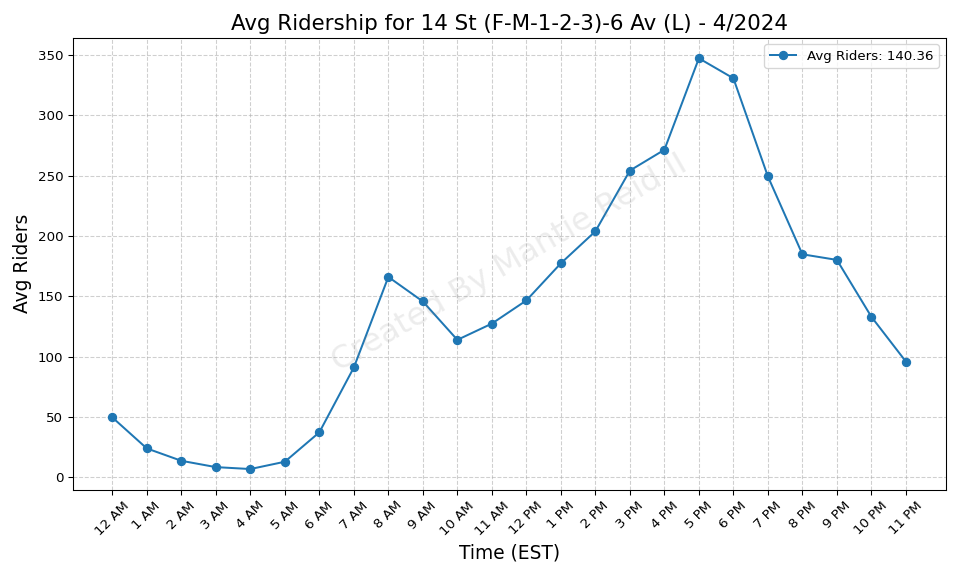 Avg Ridership for 14 St (F-M-1-2-3)-6 Av (L) - 4/2024
Avg Riders: 140.36
Avg Riders
350
300
250
200
150
100
50
0
Created By Mantie Reid II
12 AM
1 AM
2 AM
3 AM
4 AM
5 AM
6 AM
7 AM
8 AM
9 AM
10 AM
11 AM
12 PM
1 PM
2 PM
3 PM
4 PM
5 PM
6 PM
7 PM
8 PM
9 PM
10 PM
11 PM
Time (EST)